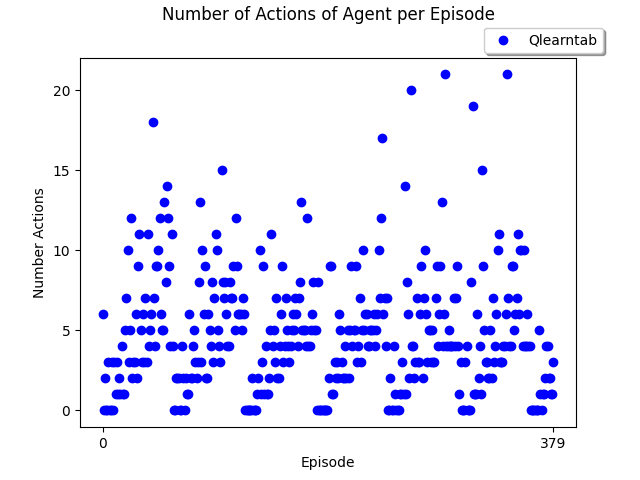 Number of Actions of Agent per Episode
Qlearntab
20
15
10
5
0
Number Actions
0
379
Episode